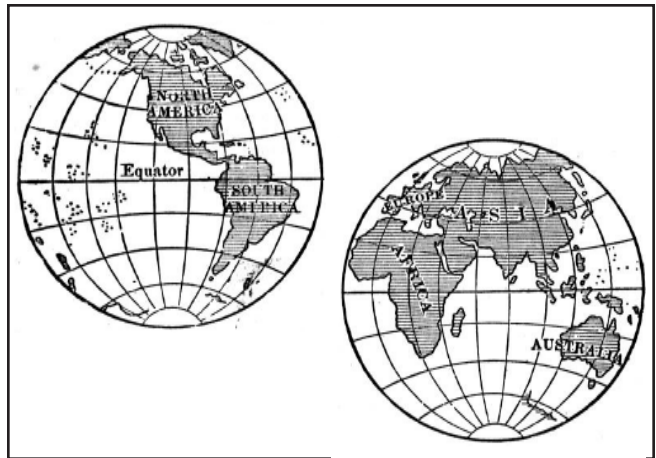 NORTH
AMERICA
Equator
SOUTH
AMERICA
EUROPE
ASIA
AFRICA
AUSTRALIA